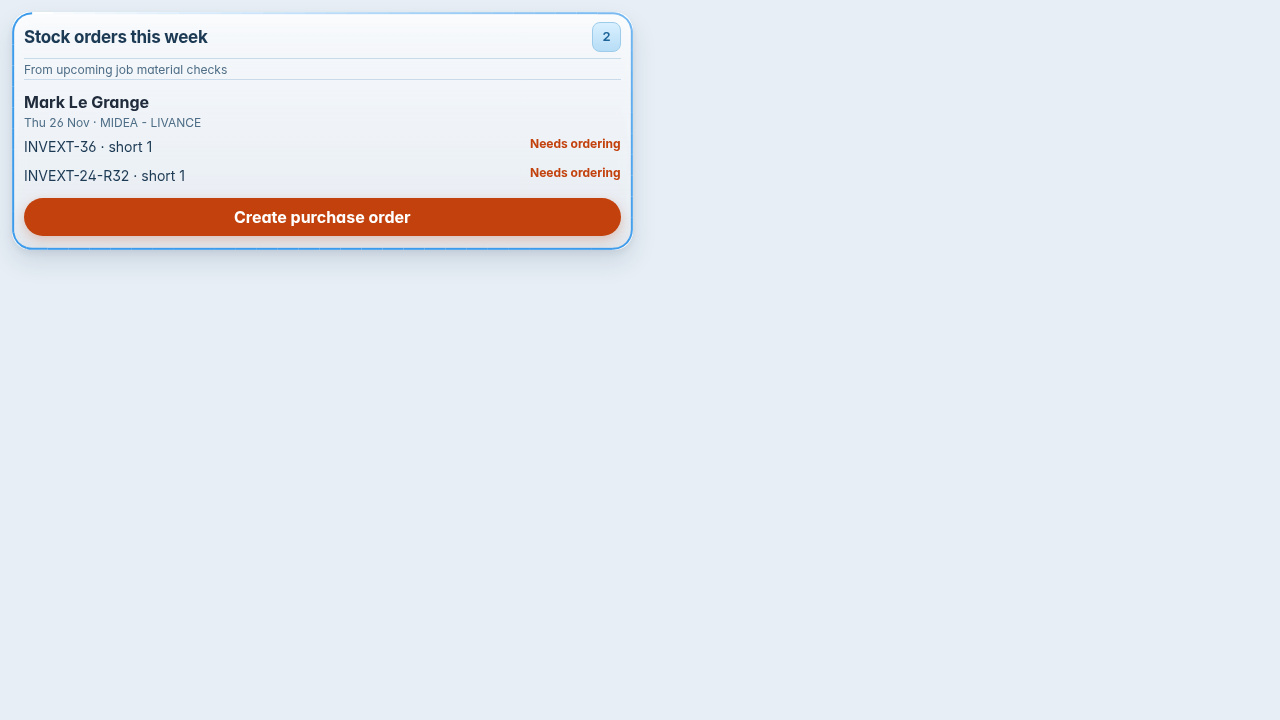 Stock orders this week
2
From upcoming job material checks
Mark Le Grange
Thu 26 Nov · MIDEA - LIVANCE
INVEXT-36 · short 1
Needs ordering
INVEXT-24-R32 · short 1
Needs ordering
Create purchase order